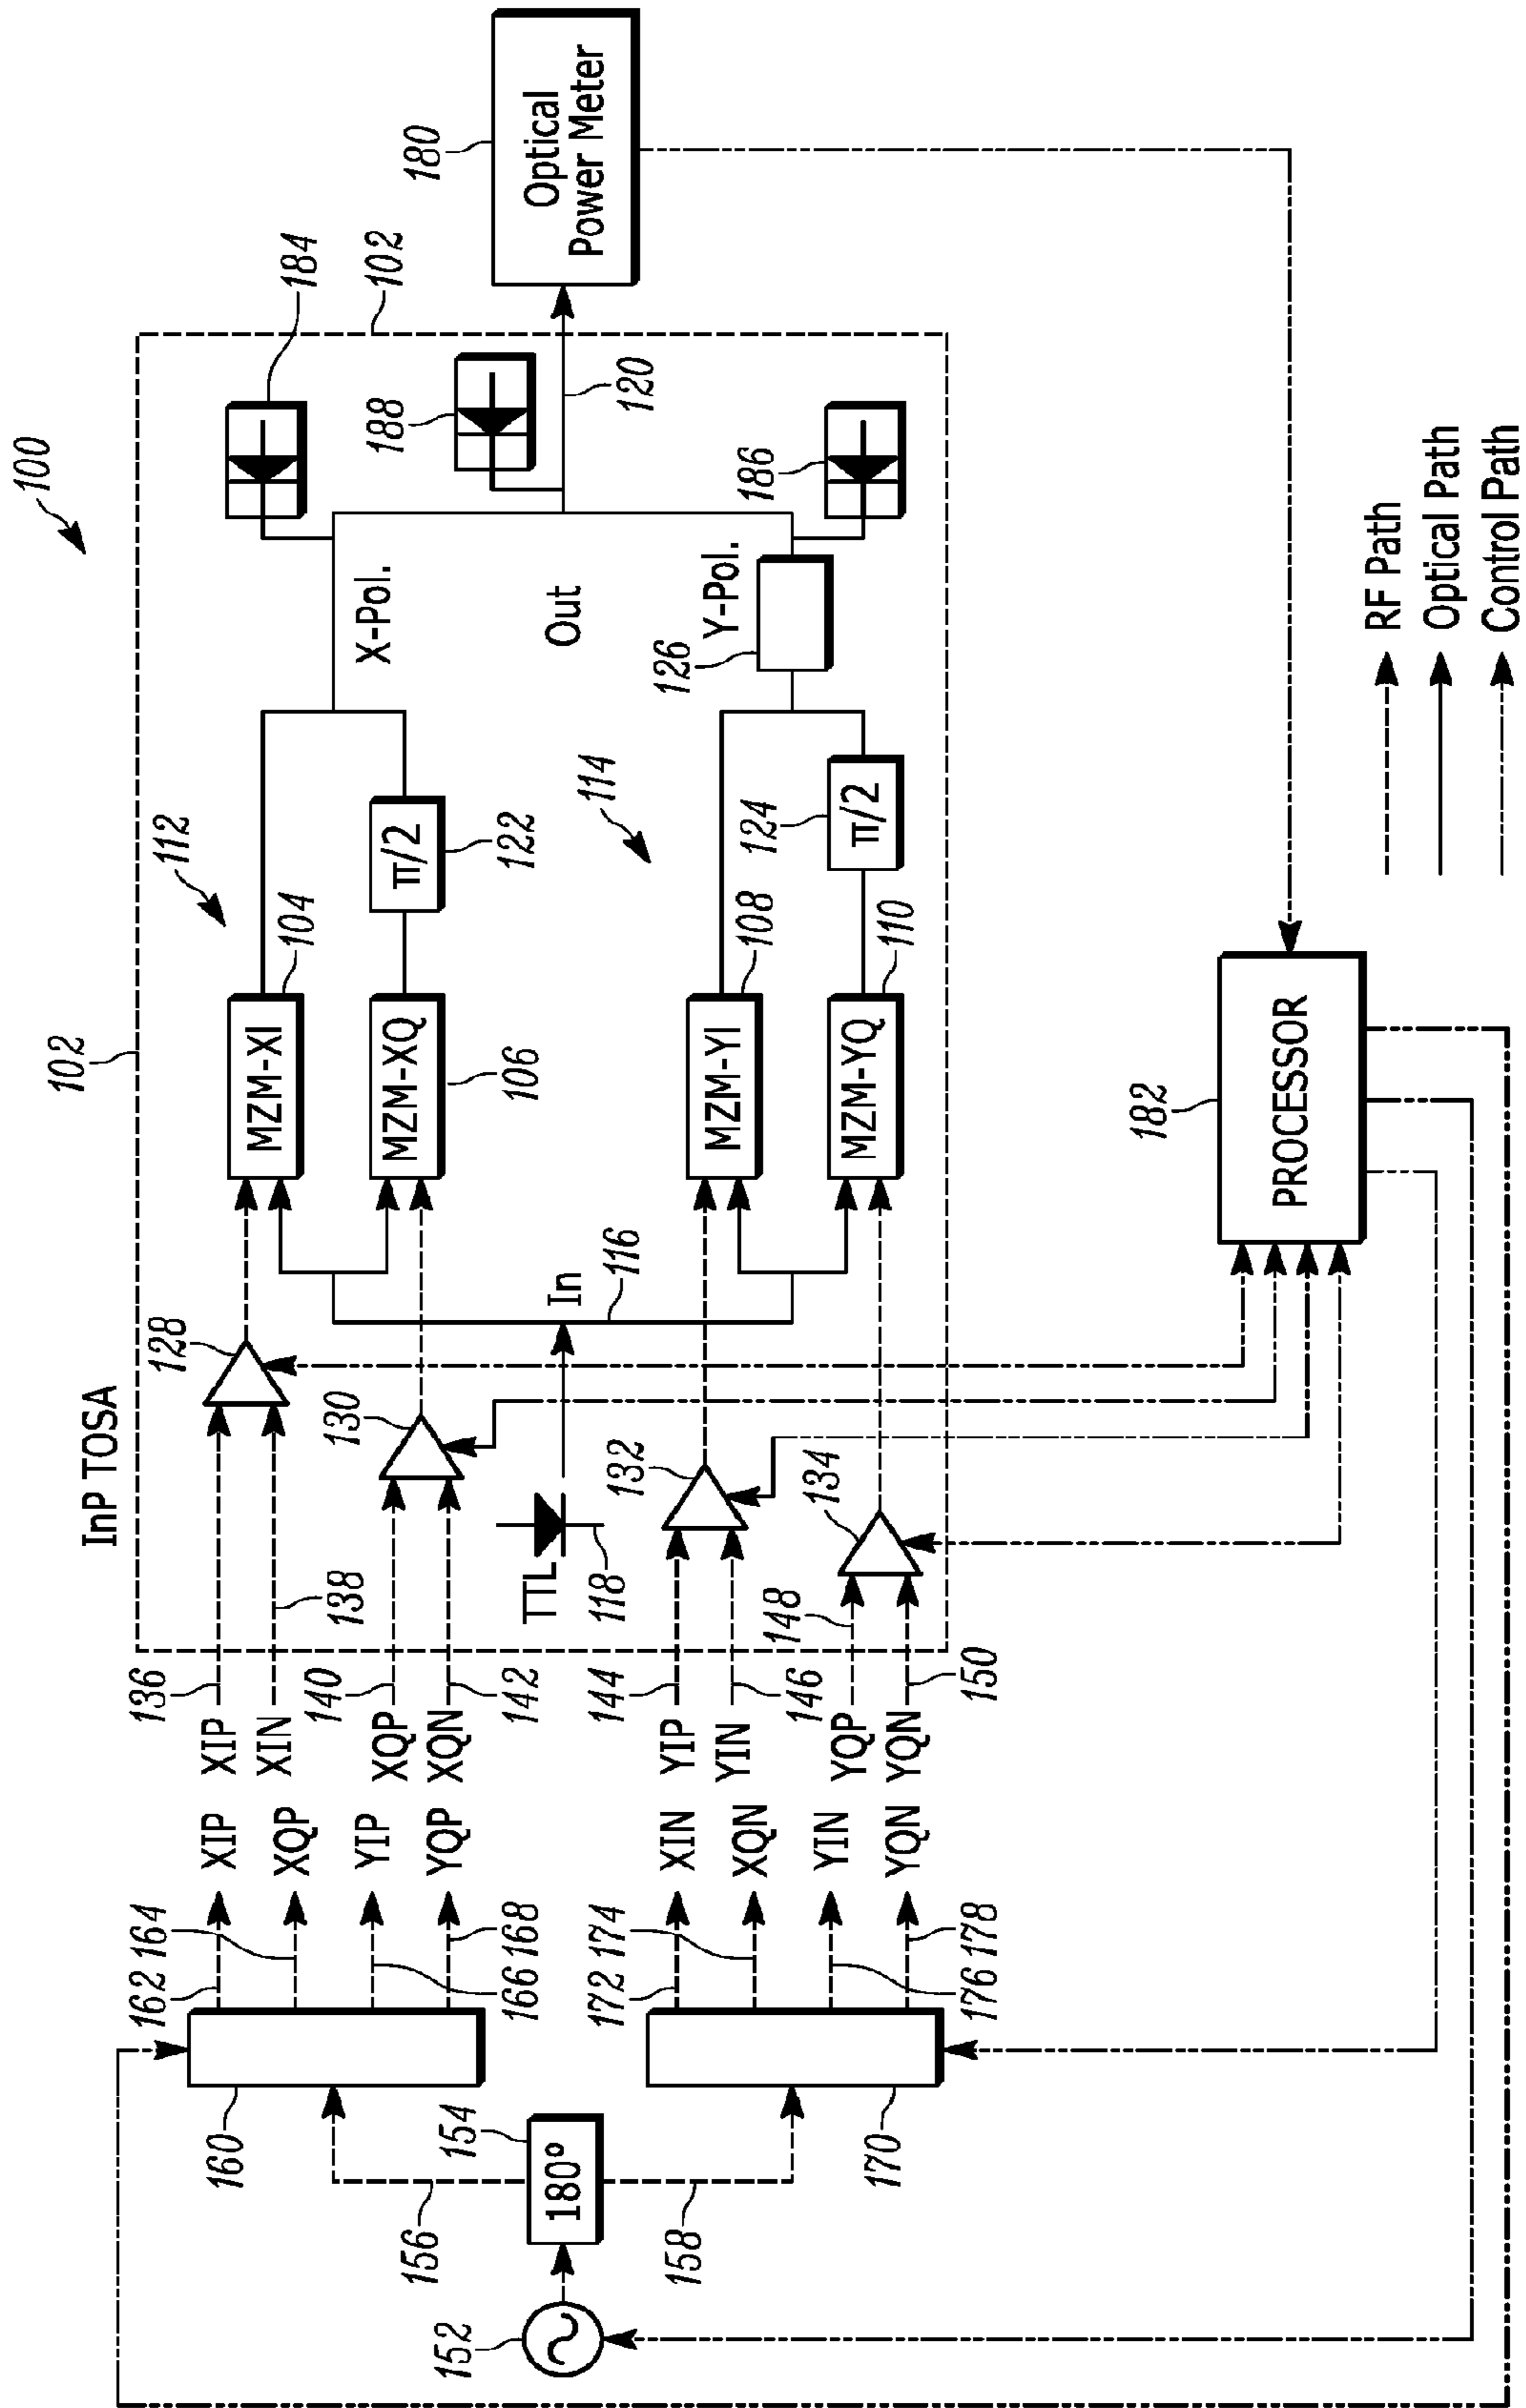 100
InP TOSA
102
112
184
128
104
MZM-XI
X-Pol.
136
XIP
XIP
162
138
XIN
164
XQP
130
MZM-XQ
106
π/2
122
188
102
180
Optical
Power Meter
140
XQP
YIP
166
142
XQN
YQP
168
160
156
154
180°
152
158
TTL
118
In
116
Out
120
114
144
YIP
XIN
172
132
MZM-YI
108
126
Y-Pol.
186
146
YIN
XQN
174
148
YQP
YIN
176
134
MZM-YQ
110
π/2
124
150
YQN
YQN
178
170
182
PROCESSOR
RF Path
Optical Path
Control Path